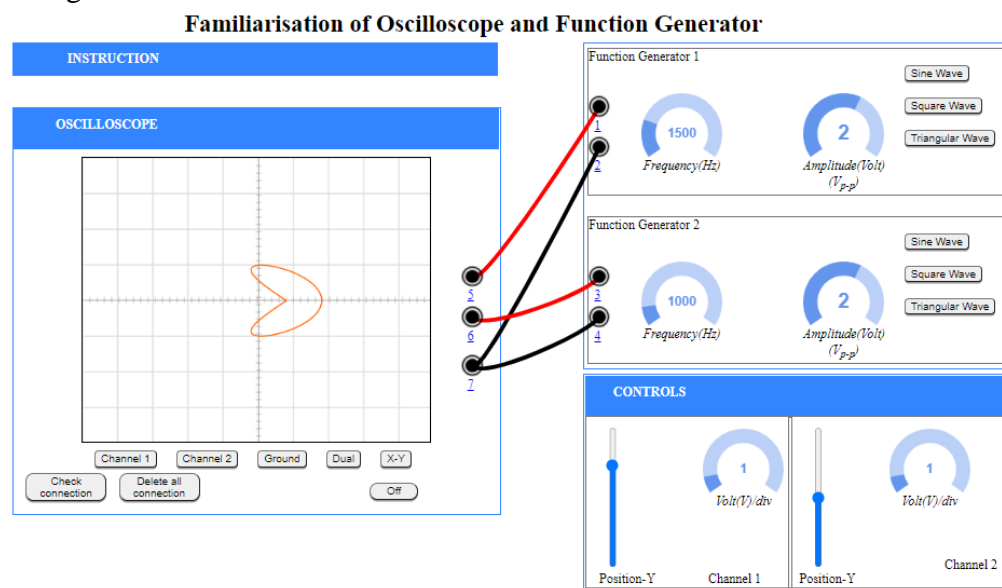 Familiarisation of Oscilloscope and Function Generator
INSTRUCTION
OSCILLOSCOPE
5
6
7
Channel 1
Channel 2
Ground
Dual
X-Y
Check
connection
Delete all
connection
Off
Function Generator 1
1
2
1500
Frequency(Hz)
2
Amplitude(Volt)
(Vp-p)
Sine Wave
Square Wave
Triangular Wave
Function Generator 2
3
4
1000
Frequency(Hz)
2
Amplitude(Volt)
(Vp-p)
Sine Wave
Square Wave
Triangular Wave
CONTROLS
1
Volt(V)/div
Position-Y
Channel 1
1
Volt(V)/div
Position-Y
Channel 2